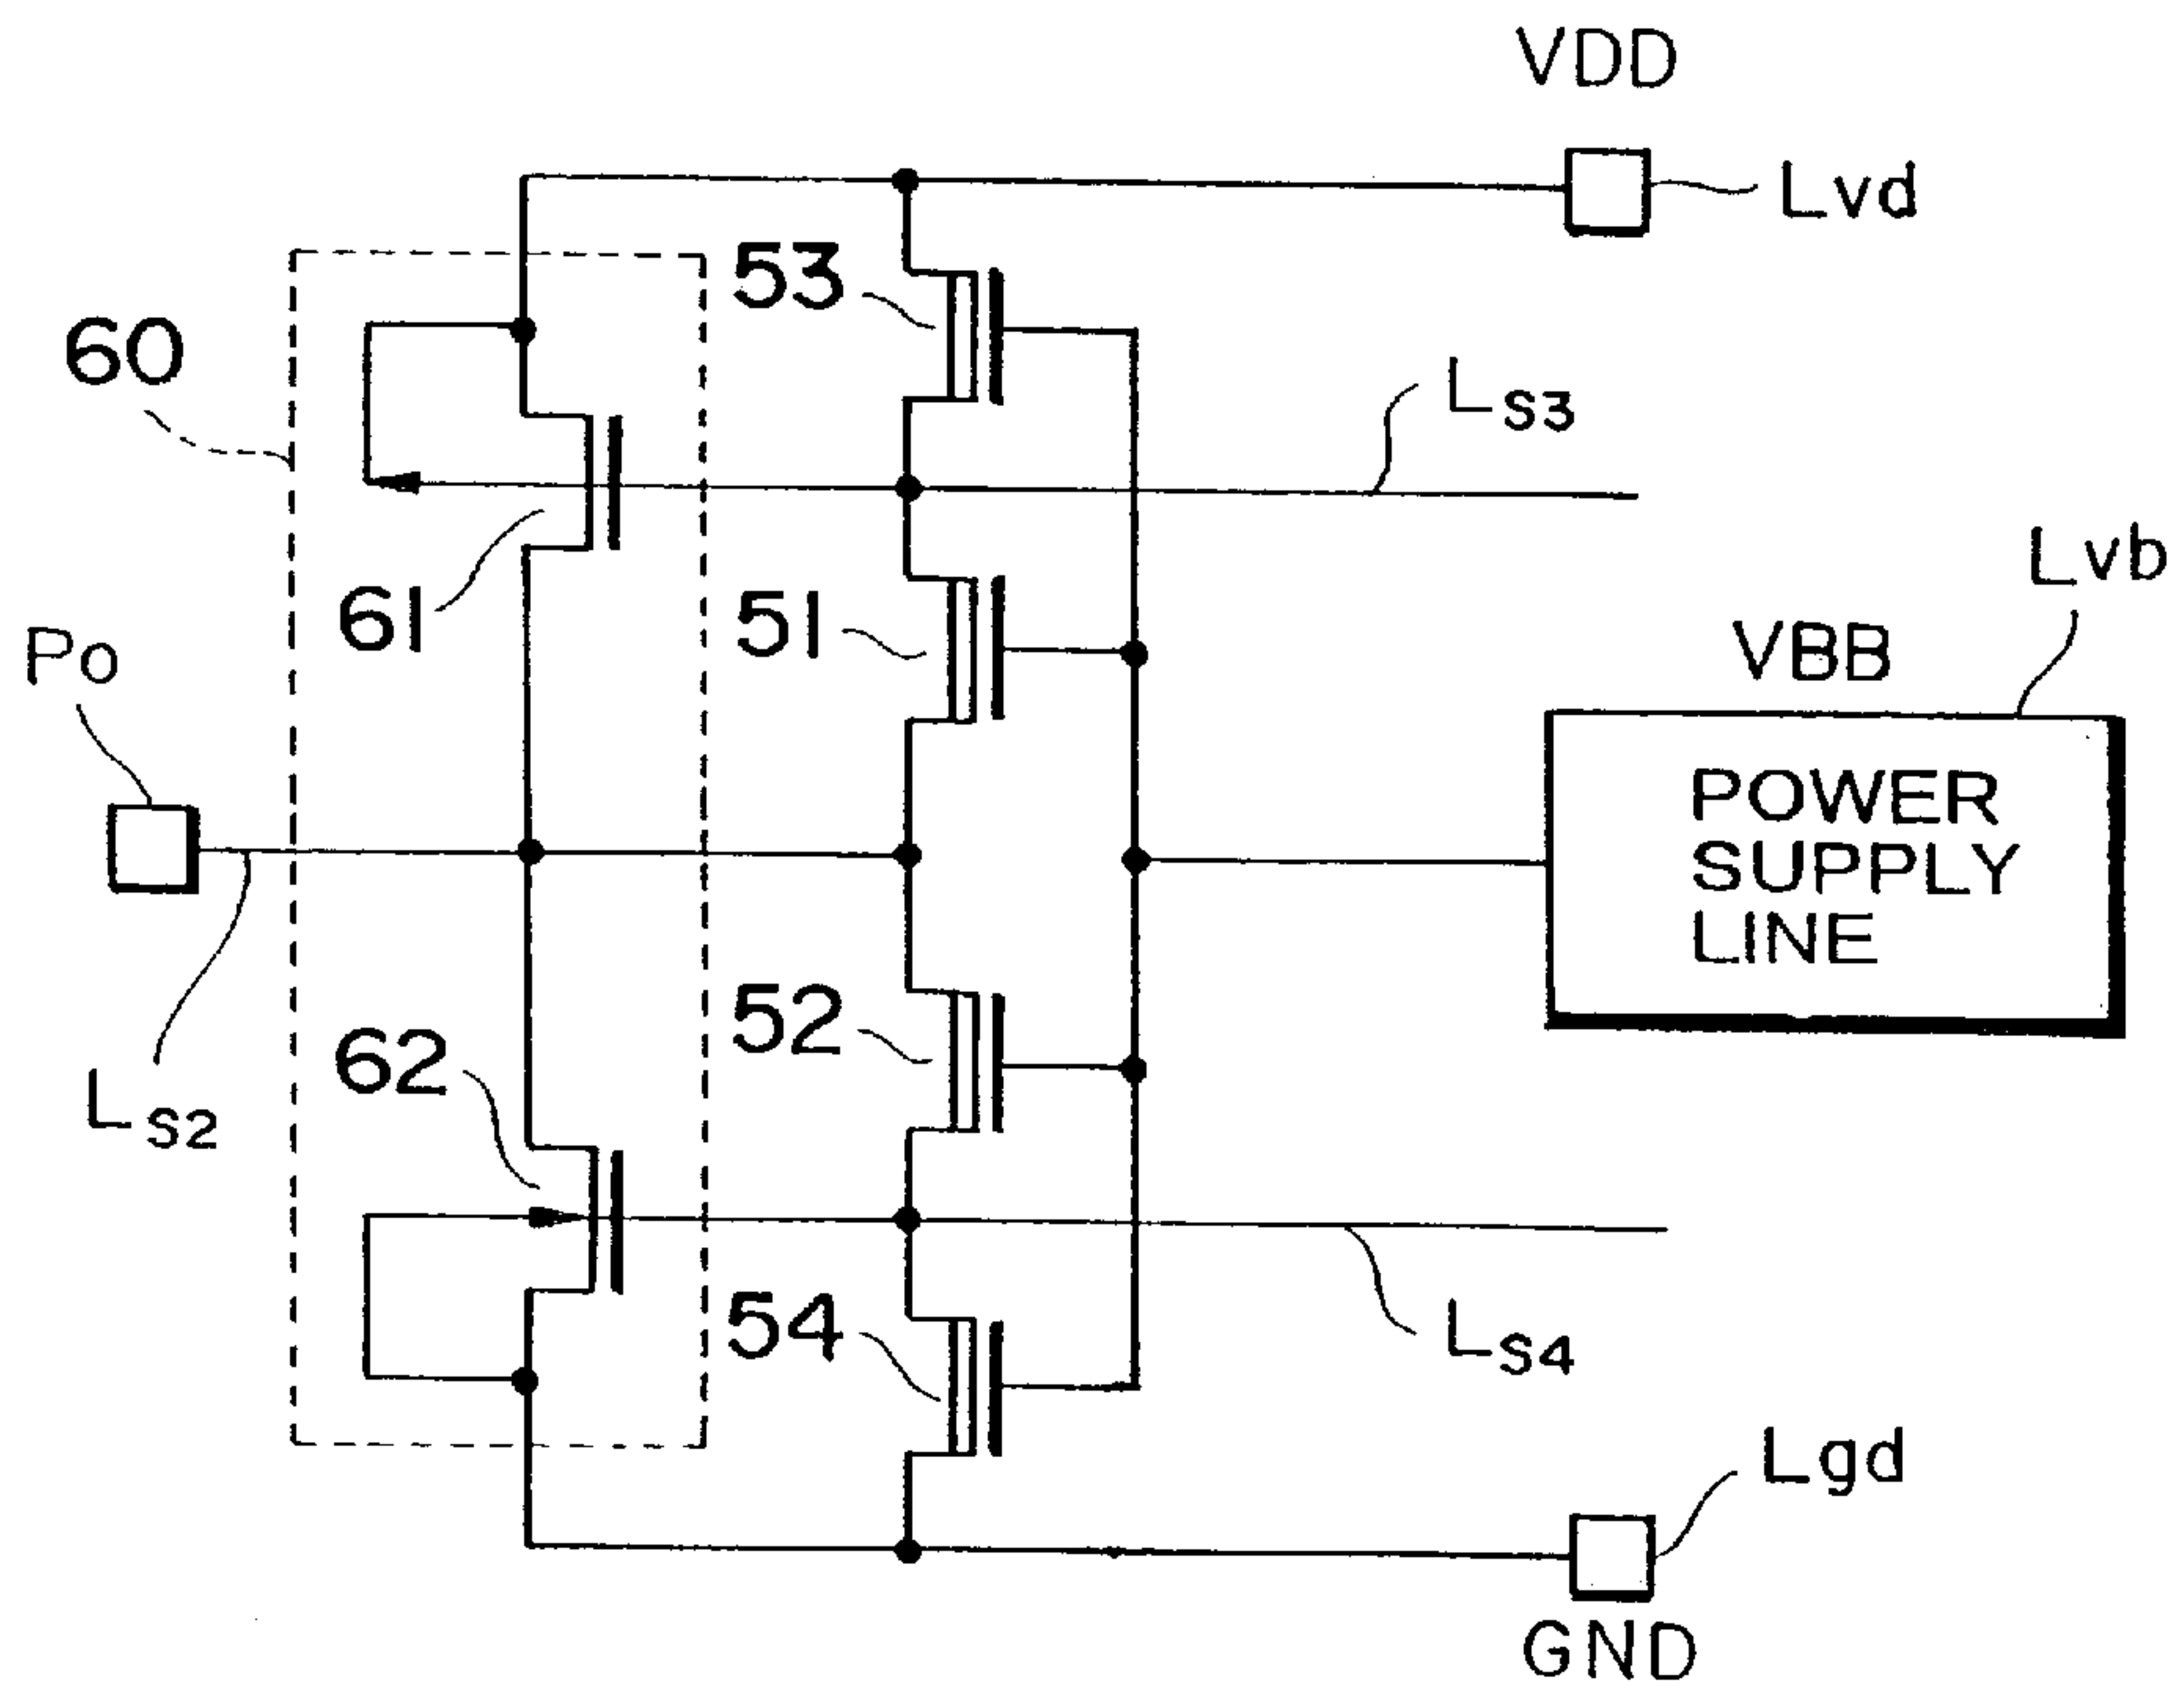 VDD
Lvd
53
60
Ls3
Lvb
61
51
Po
VBB
POWER
SUPPLY
LINE
52
62
Ls2
54
Ls4
Lgd
GND